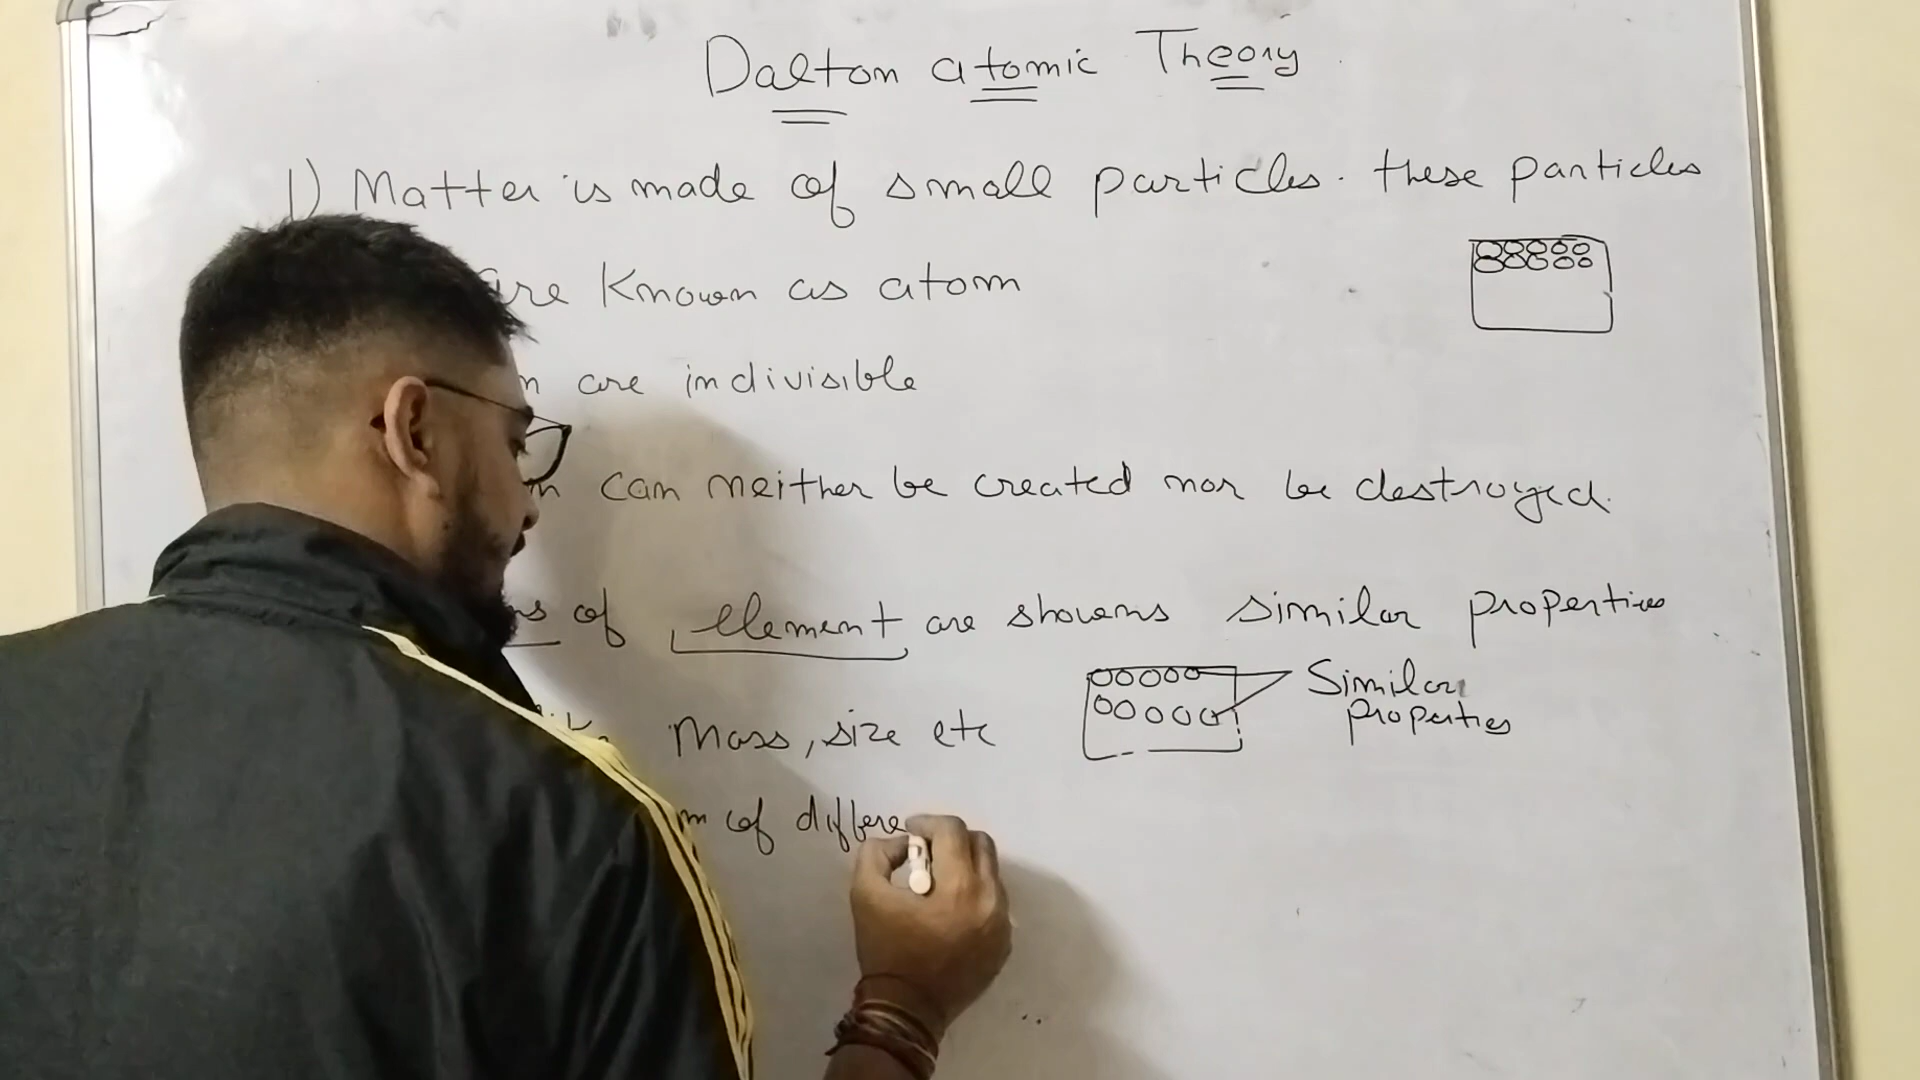 Dalton atomic Theory
1) Matter is made of small particles. these particles
are known as atom
are indivisible
can neither be created nor be destroyed.
of element are showns similar properties
Similar
properties
Mass, size etc
of differe